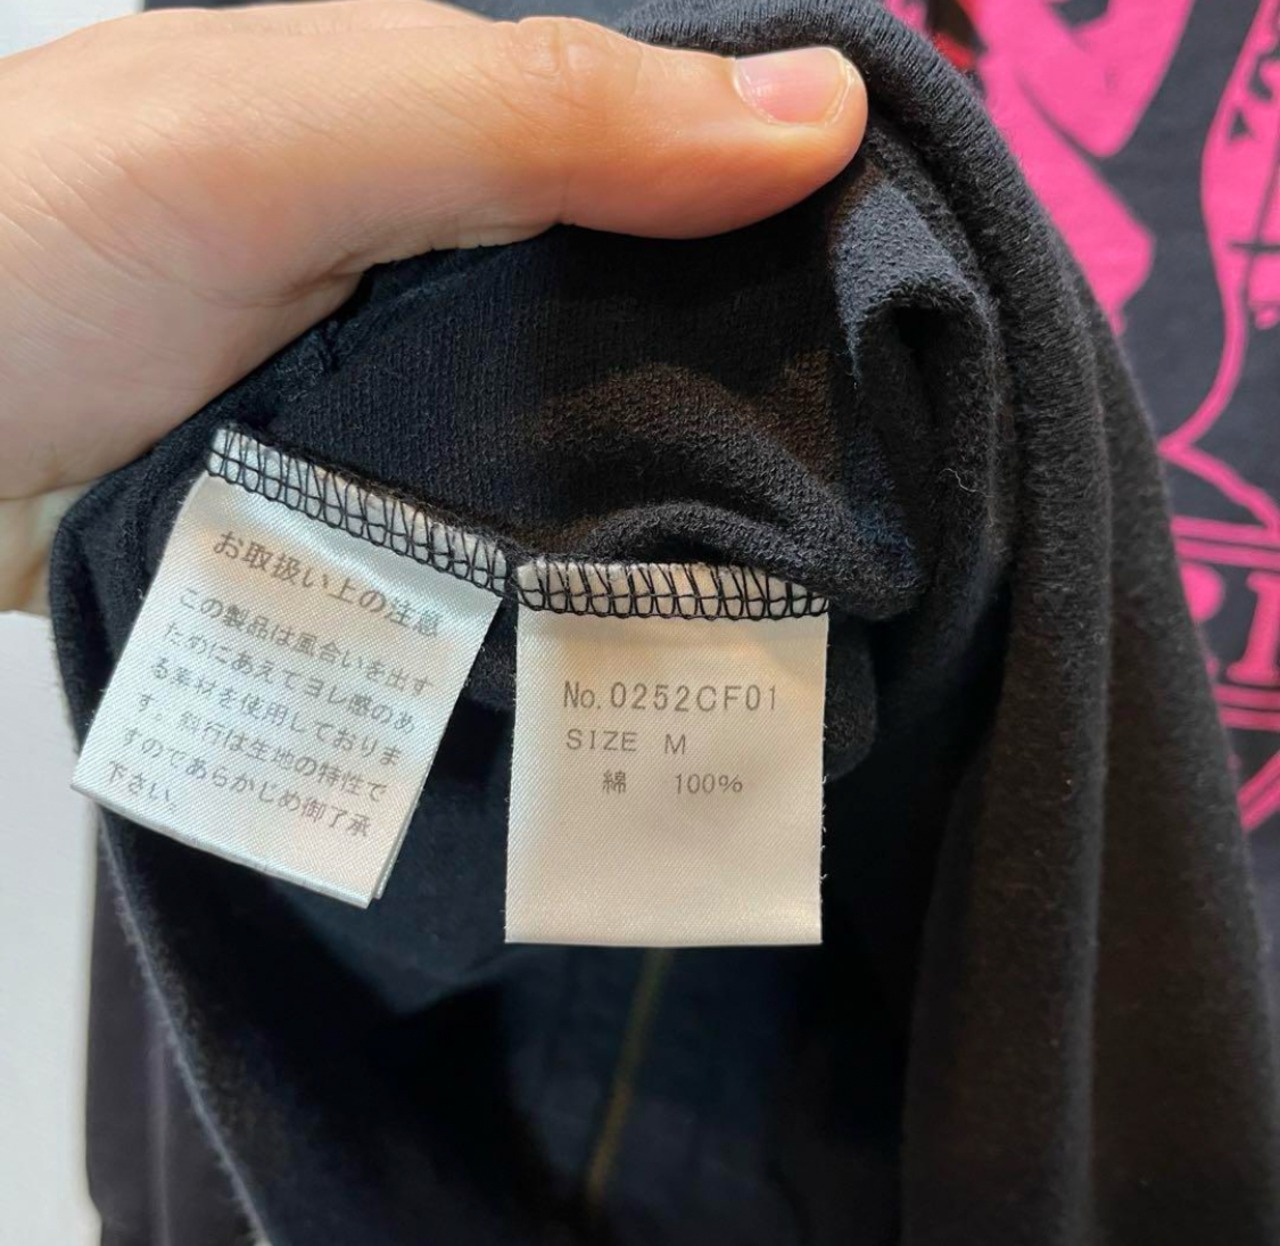 お取扱い上の注意
この製品は風合いを出す
ためにあえてヨレ感のあ
る素材を使用しておりま
す。斜行は生地の特性で
すのであらかじめ御了承
下さい。
No.0252CF01
SIZE M
綿 100%